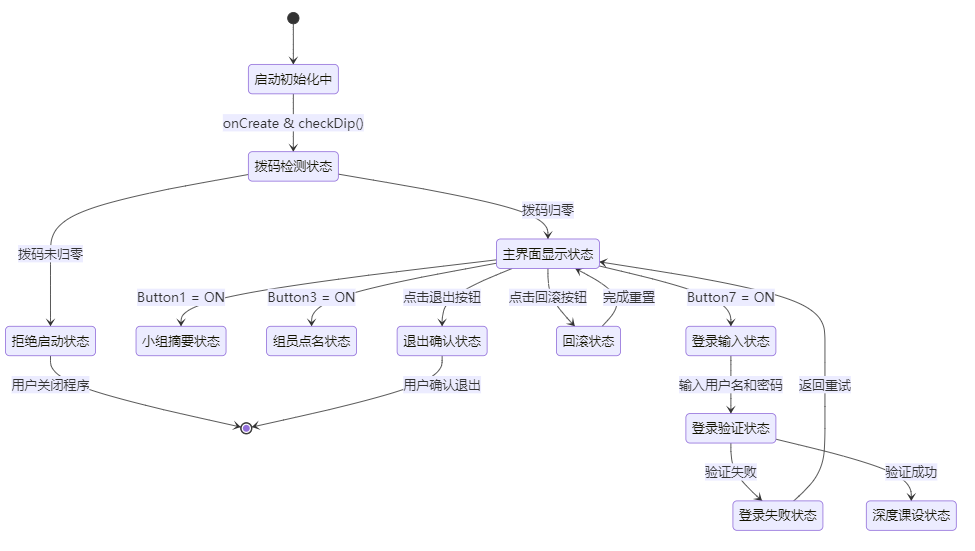 启动初始化中
onCreate & checkDip()
拨码检测状态
拨码归零
拨码未归零
主界面显示状态
Button1 = ON
Button3 = ON
点击退出按钮
点击回滚按钮
完成重置
Button7 = ON
拒绝启动状态
小组摘要状态
组员点名状态
退出确认状态
回滚状态
登录输入状态
用户关闭程序
用户确认退出
输入用户名和密码
返回重试
登录验证状态
验证失败
验证成功
登录失败状态
深度课设状态